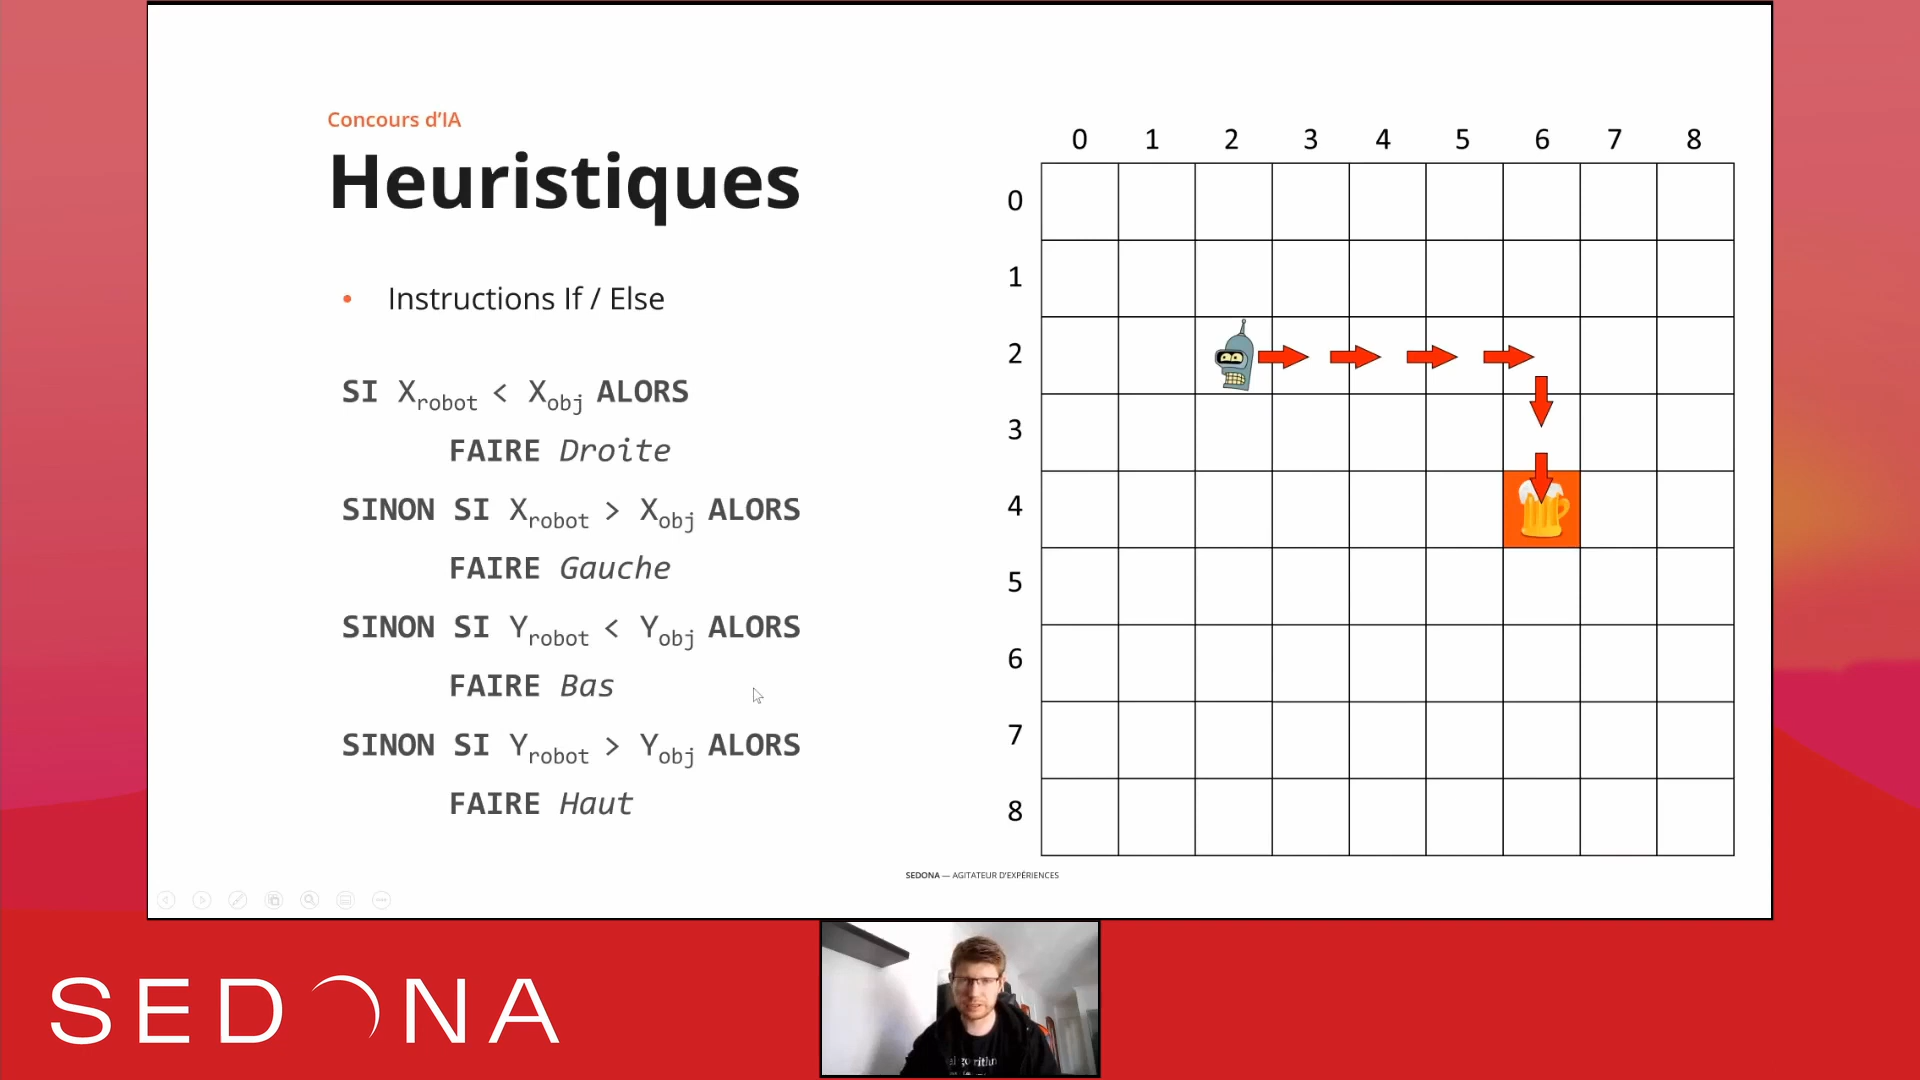 Concours d'IA
Heuristiques
• Instructions If / Else
SI Xrobot < Xobj ALORS
FAIRE Droite
SINON SI Xrobot > Xobj ALORS
FAIRE Gauche
SINON SI Yrobot < Yobj ALORS
FAIRE Bas
SINON SI Yrobot > Yobj ALORS
FAIRE Haut
0 1 2 3 4 5 6 7 8
0
1
2
3
4
5
6
7
8
SEDONA — AGITATEUR D'EXPÉRIENCES
SEDONA